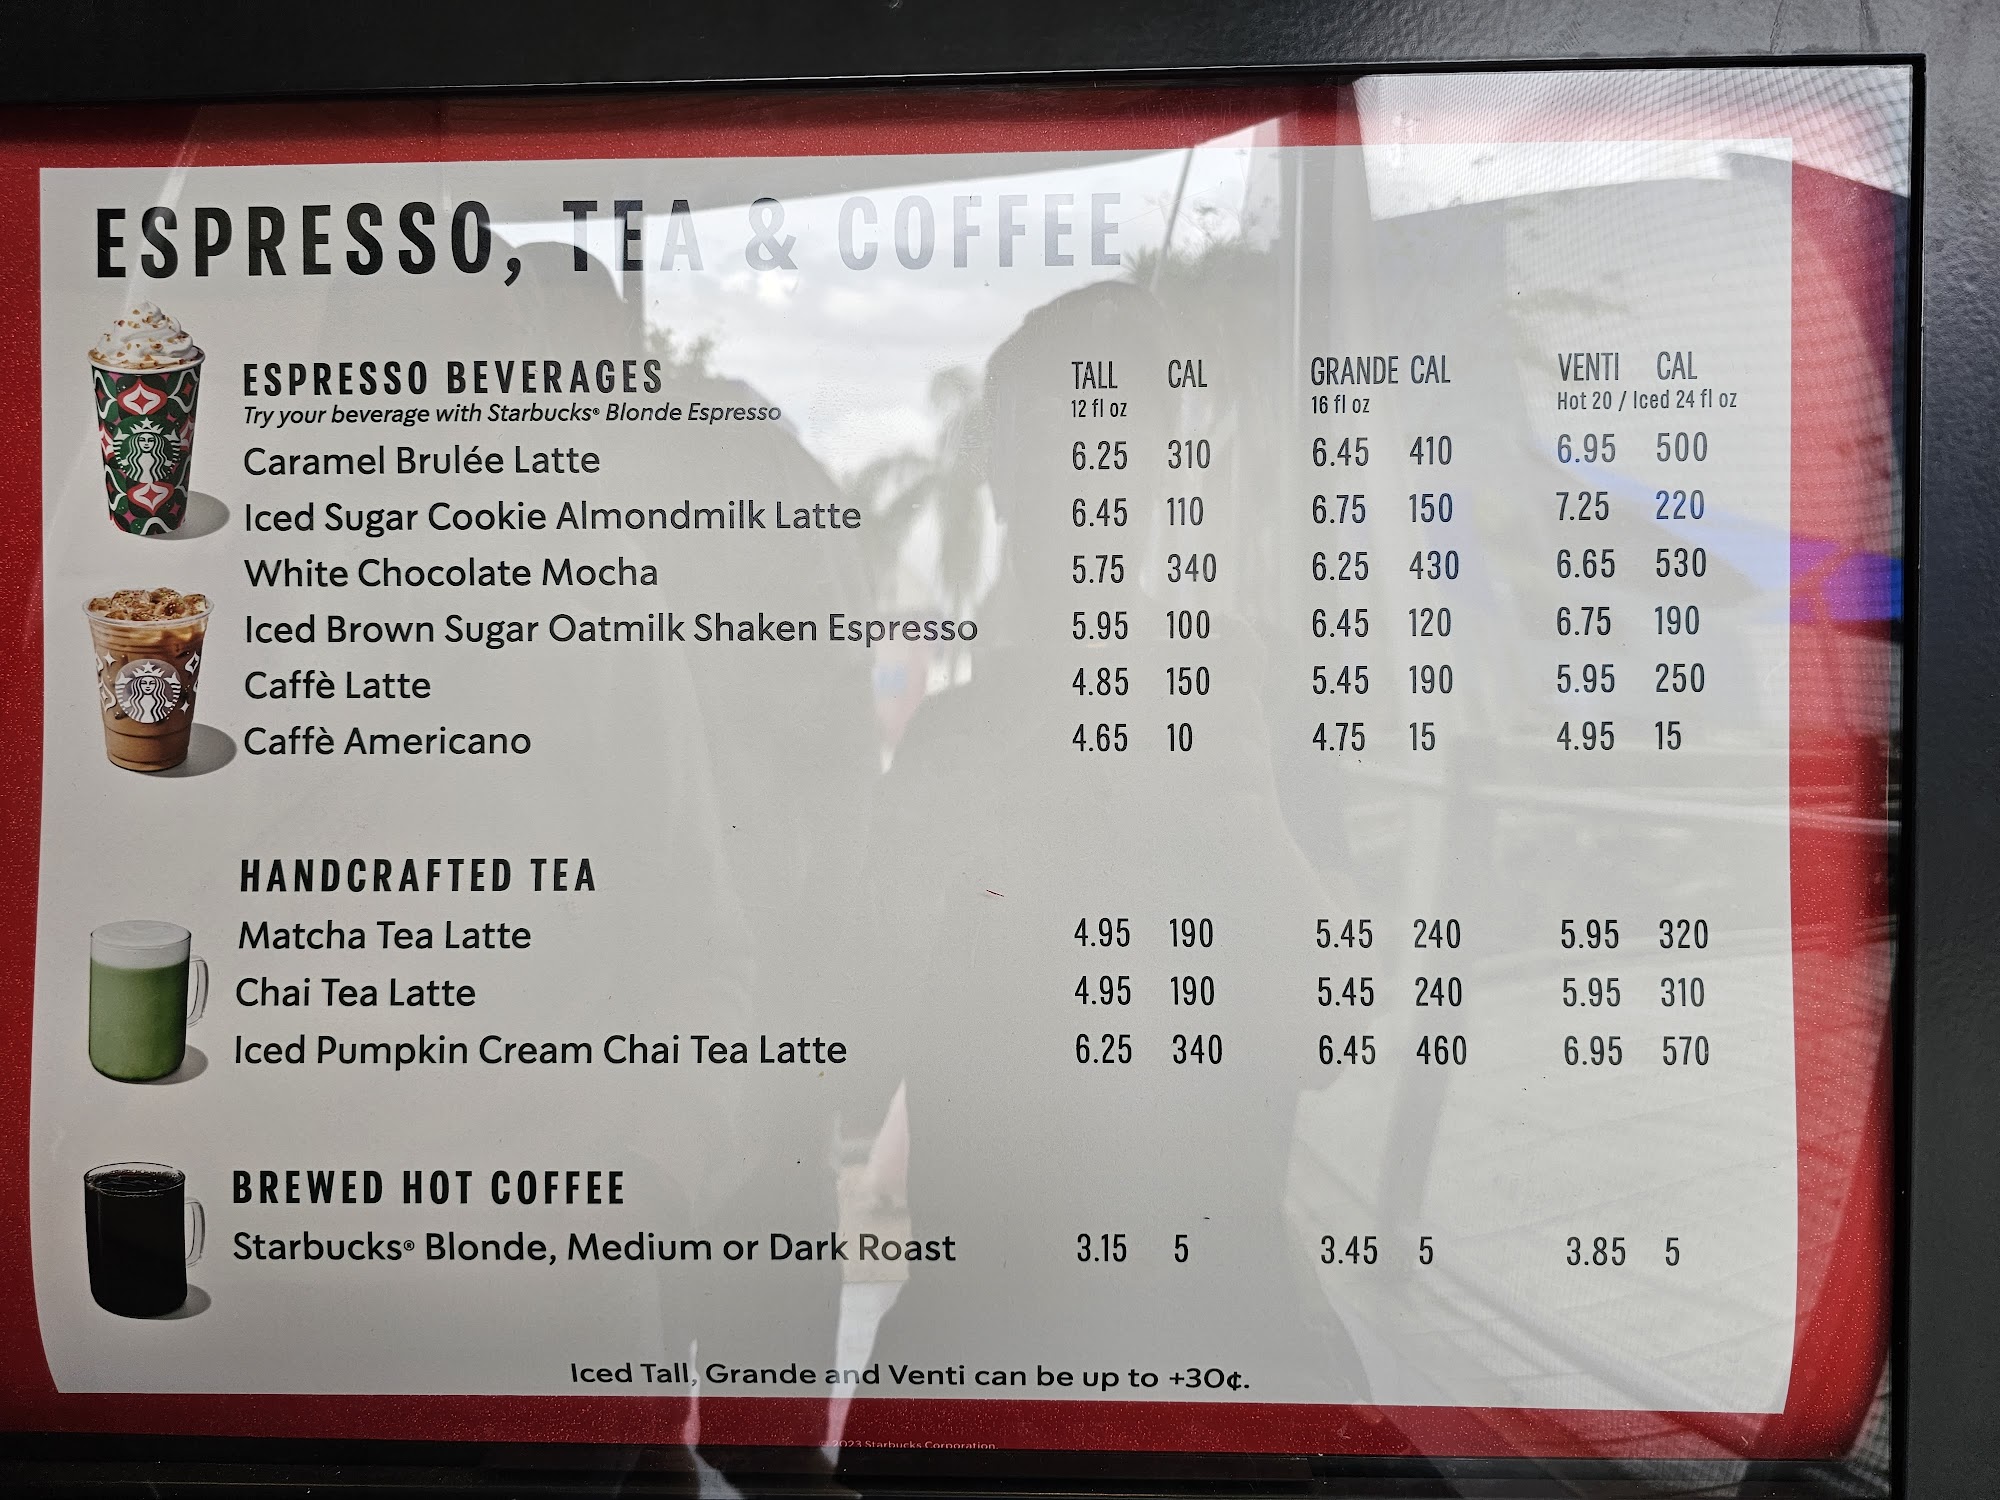 ESPRESSO, TEA & COFFEE
ESPRESSO BEVERAGES TALL CAL GRANDE CAL VENTI CAL
Try your beverage with Starbucks® Blonde Espresso 12 fl oz 16 fl oz Hot 20 / Iced 24 fl oz
Caramel Brulée Latte 6.25 310 6.45 410 6.95 500
Iced Sugar Cookie Almondmilk Latte 6.45 110 6.75 150 7.25 220
White Chocolate Mocha 5.75 340 6.25 430 6.65 530
Iced Brown Sugar Oatmilk Shaken Espresso 5.95 100 6.45 120 6.75 190
Caffè Latte 4.85 150 5.45 190 5.95 250
Caffè Americano 4.65 10 4.75 15 4.95 15
HANDCRAFTED TEA
Matcha Tea Latte 4.95 190 5.45 240 5.95 320
Chai Tea Latte 4.95 190 5.45 240 5.95 310
Iced Pumpkin Cream Chai Tea Latte 6.25 340 6.45 460 6.95 570
BREWED HOT COFFEE
Starbucks® Blonde, Medium or Dark Roast 3.15 5 3.45 5 3.85 5
Iced Tall, Grande and Venti can be up to +30¢.
© 2023 Starbucks Corporation.